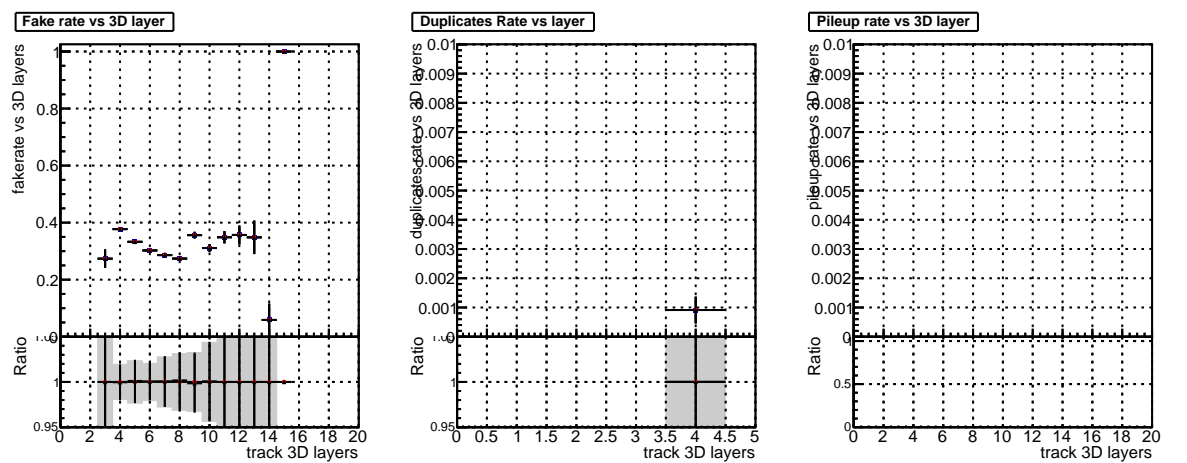 Fake rate vs 3D layer
fakerate vs 3D layers
1
0.8
0.6
0.4
0.2
0
Ratio
1
0.95
0 2 4 6 8 10 12 14 16 18 20
track 3D layers
Duplicates Rate vs layer
duplicates rate vs 3D layers
0.01
0.009
0.008
0.007
0.006
0.005
0.004
0.003
0.002
0.001
0
Ratio
1
0.95
0 0.5 1 1.5 2 2.5 3 3.5 4 4.5 5
track 3D layers
Pileup rate vs 3D layer
pileup rate vs 3D layers
0.01
0.009
0.008
0.007
0.006
0.005
0.004
0.003
0.002
0.001
0
Ratio
1
0.5
0
0 2 4 6 8 10 12 14 16 18 20
track 3D layers